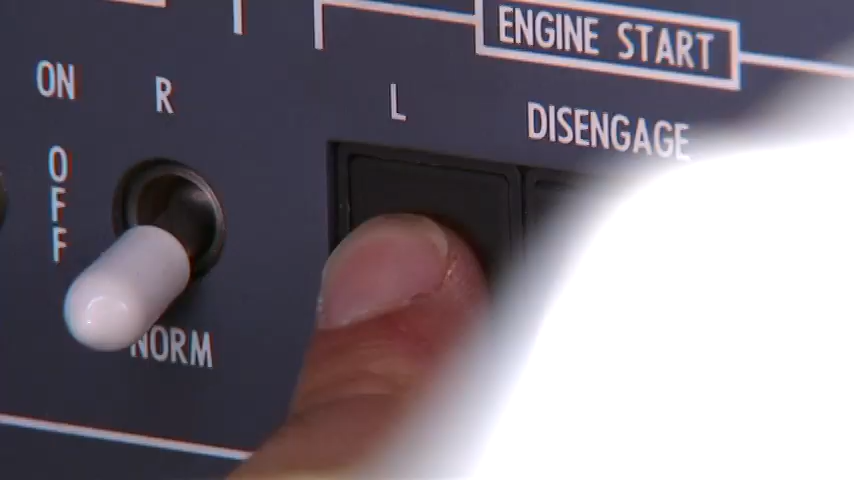 ENGINE START
ON
R
L
DISENGAGE
OFF
NORM